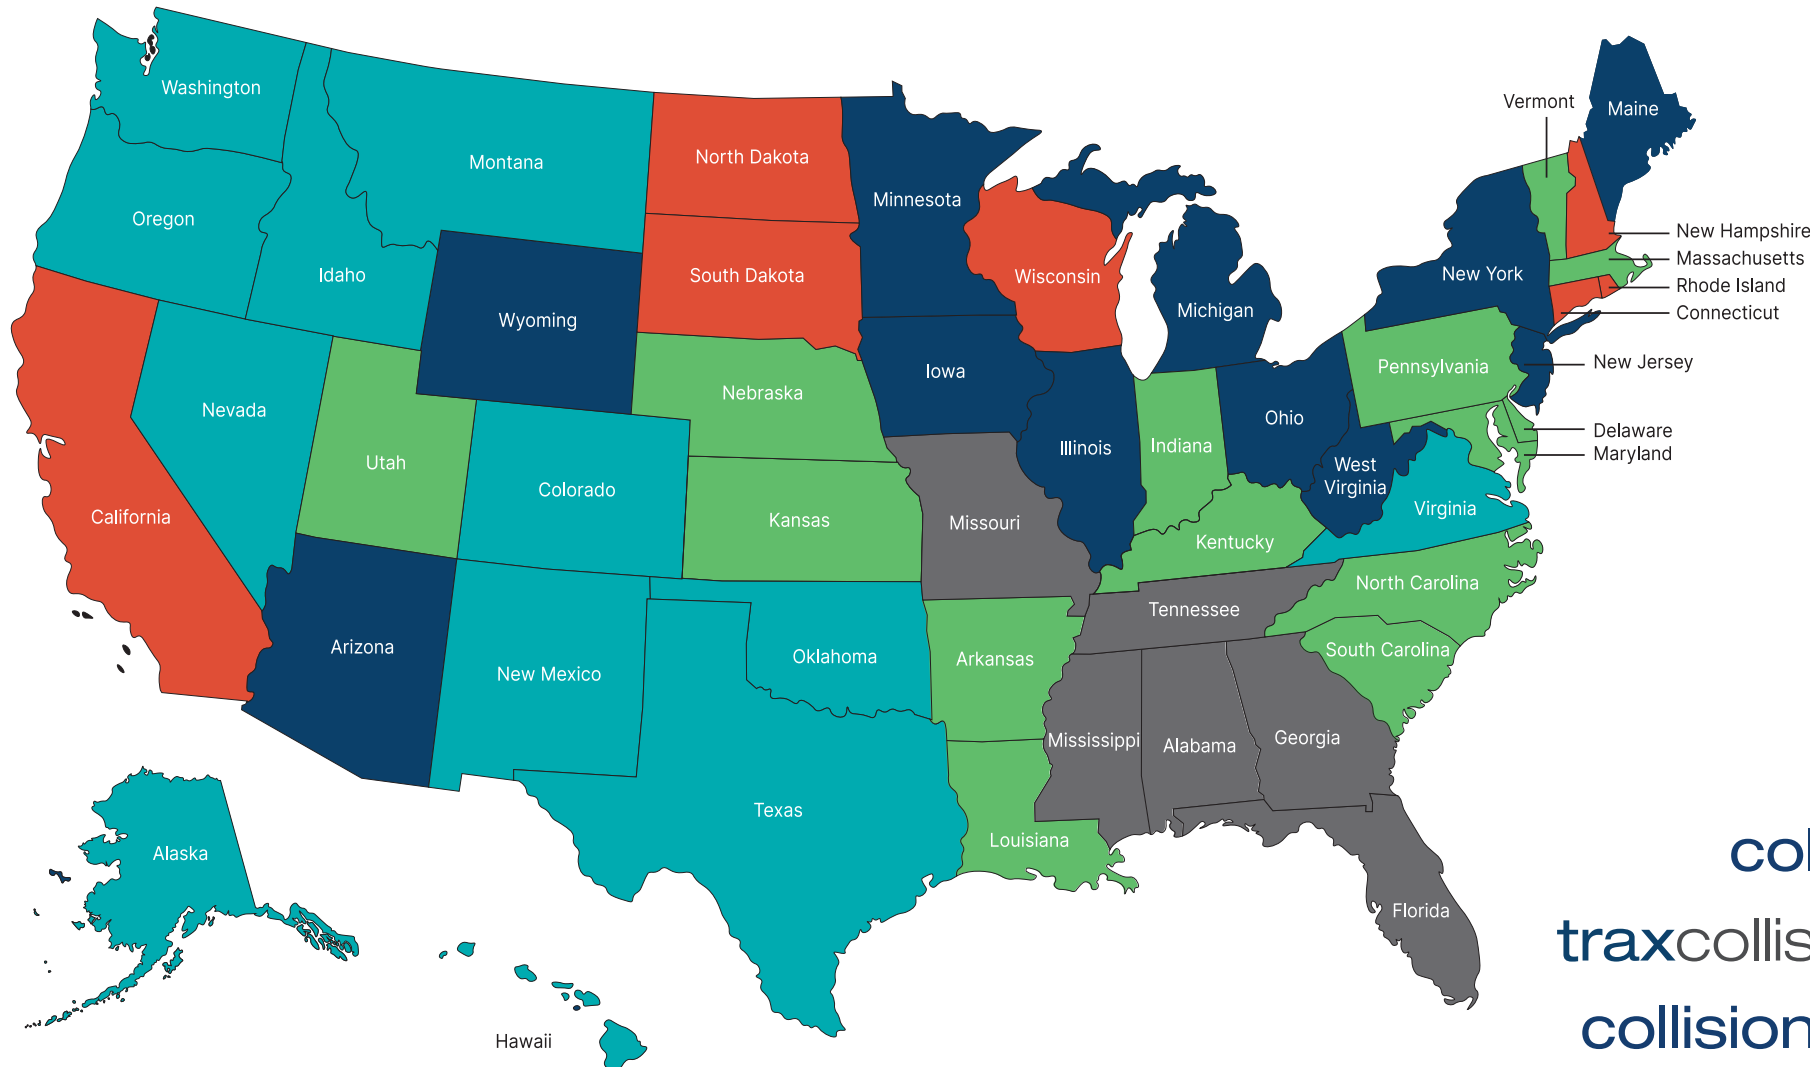 Washington
Montana
North Dakota
Minnesota
Vermont
Maine
Oregon
Idaho
South Dakota
Wisconsin
Michigan
New York
New Hampshire
Massachusetts
Rhode Island
Connecticut
Wyoming
Nebraska
Iowa
Pennsylvania
New Jersey
Nevada
Utah
Colorado
Kansas
Missouri
Illinois
Indiana
Ohio
West
Virginia
Virginia
Delaware
Maryland
California
Kentucky
Tennessee
North Carolina
South Carolina
Arizona
New Mexico
Oklahoma
Arkansas
Mississippi
Alabama
Georgia
Texas
Louisiana
Florida
Alaska
Hawaii
col
traxcollis
collision